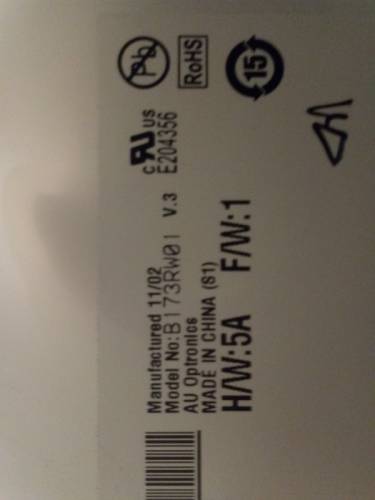 Pb
RoHS
15
c RU US
E204356
Manufactured 11/02
Model No:B173RW01 V.3
AU Optronics
MADE IN CHINA (S1)
H/W:5A F/W:1